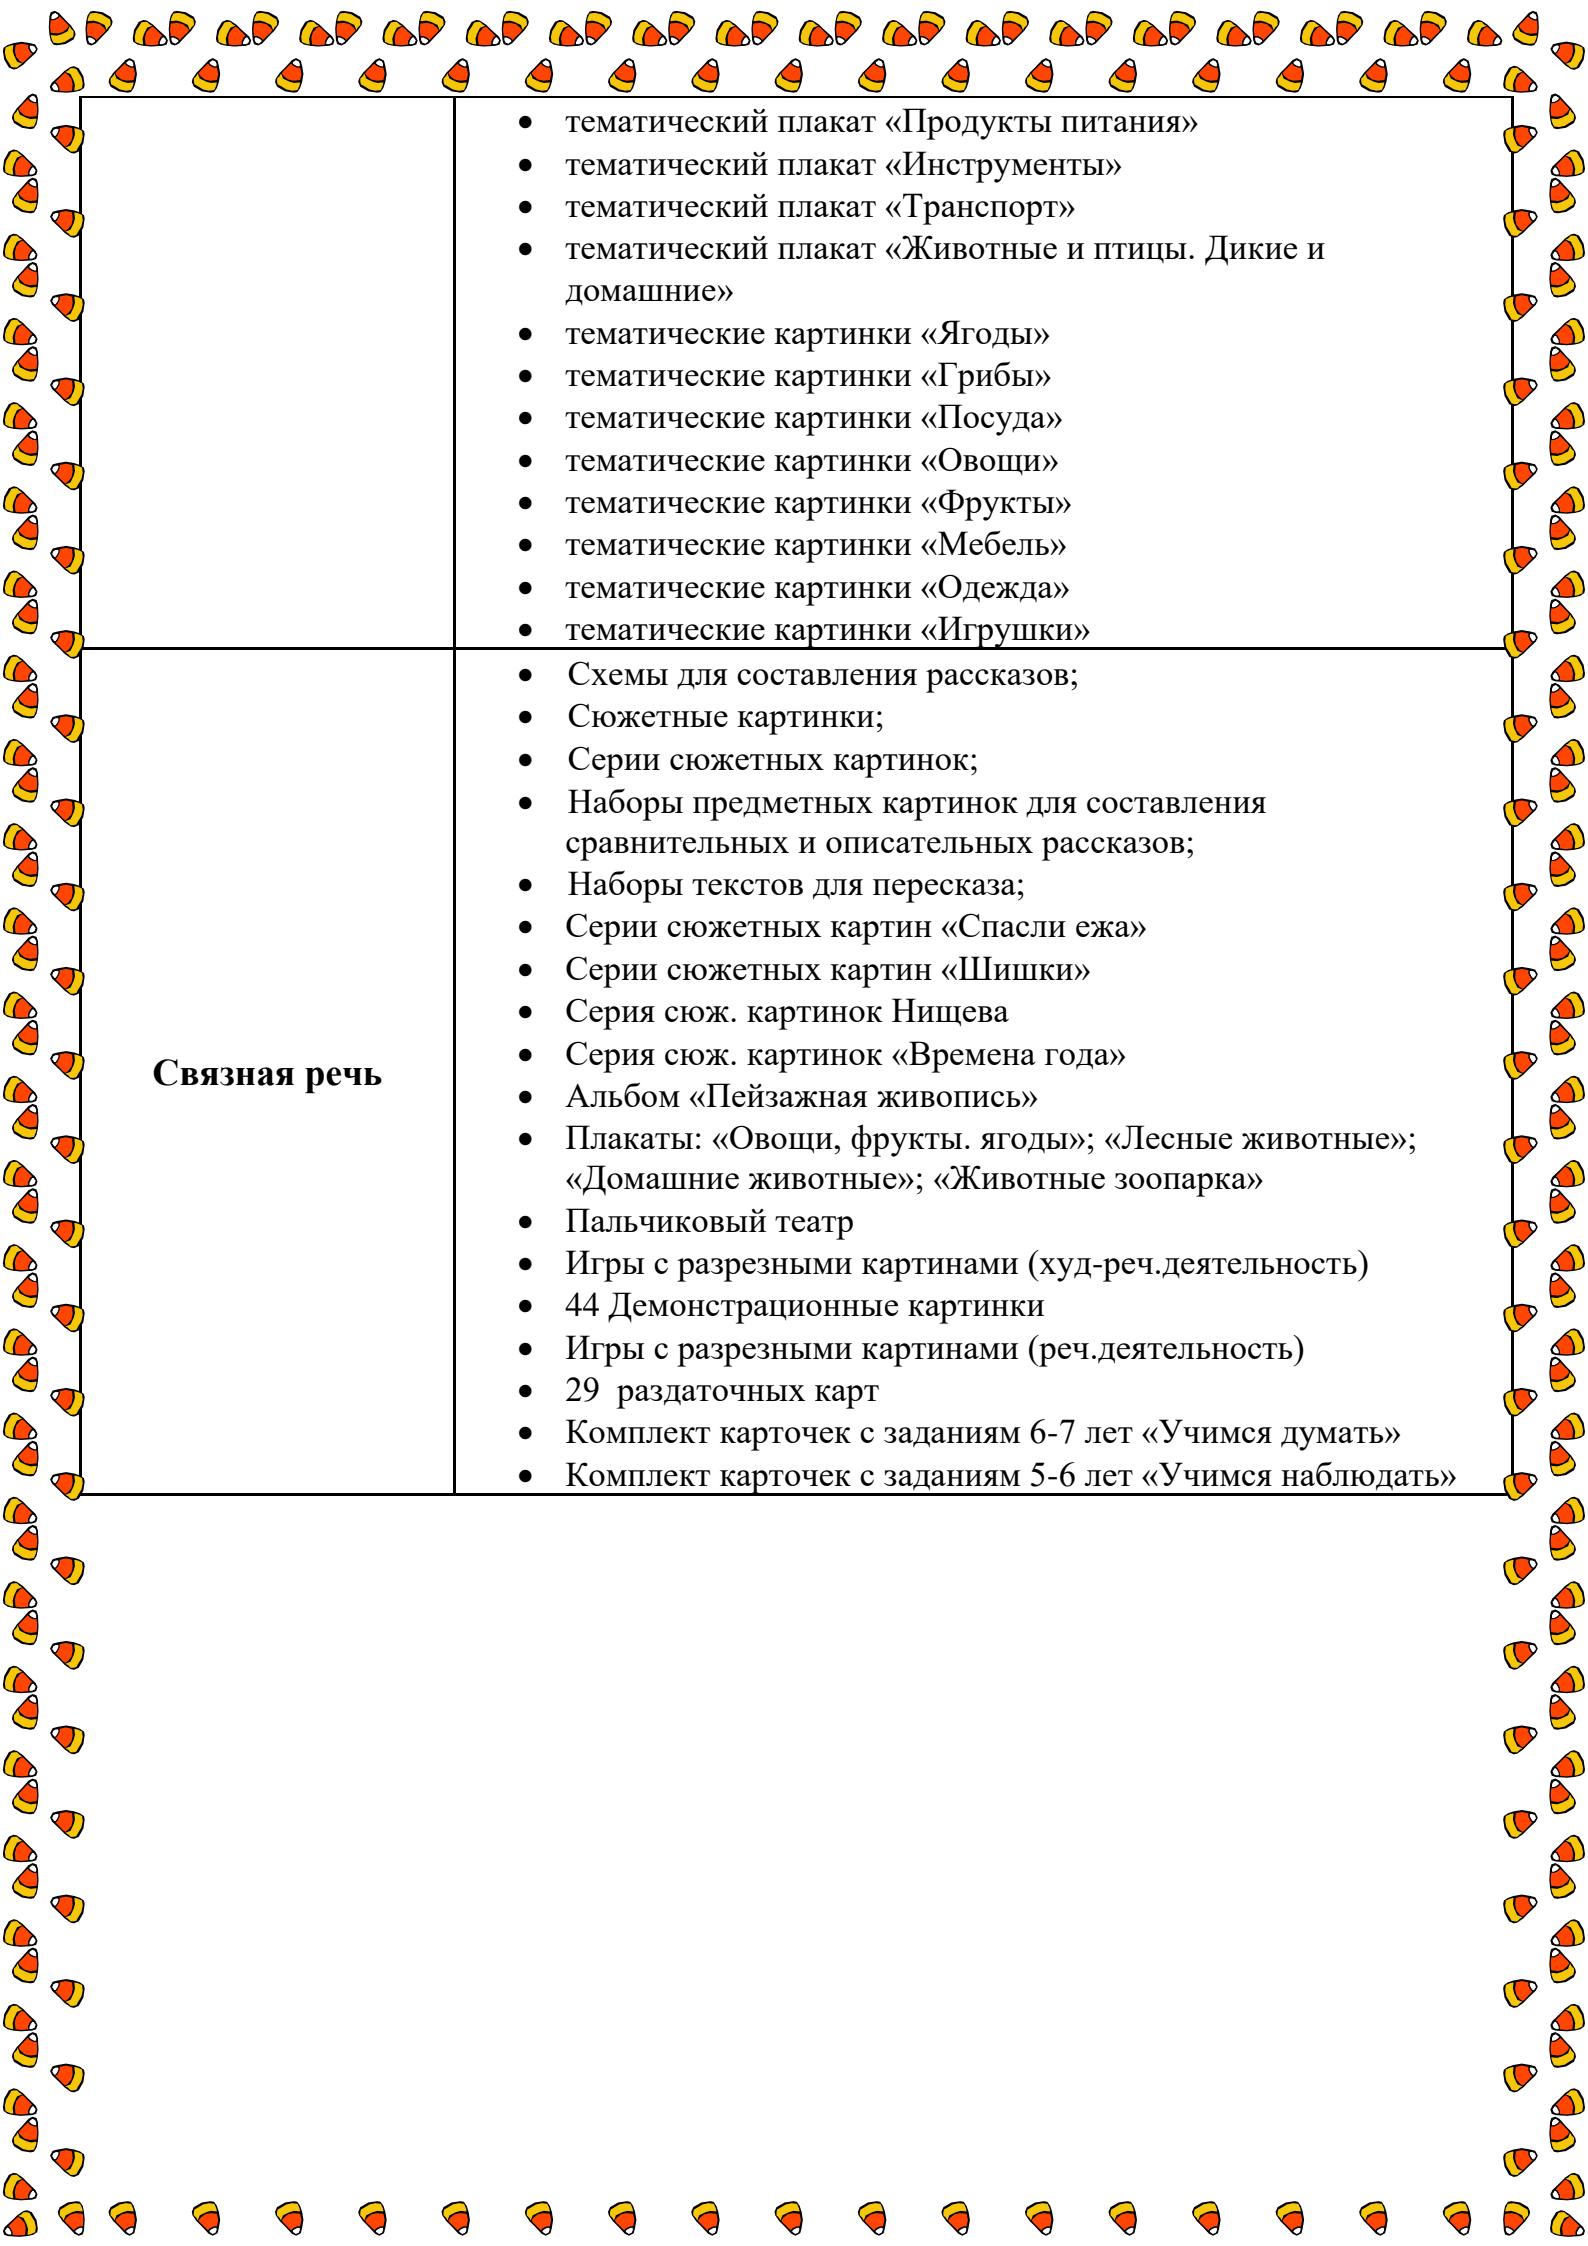 • тематический плакат «Продукты питания»
• тематический плакат «Инструменты»
• тематический плакат «Транспорт»
• тематический плакат «Животные и птицы. Дикие и
домашние»
• тематические картинки «Ягоды»
• тематические картинки «Грибы»
• тематические картинки «Посуда»
• тематические картинки «Овощи»
• тематические картинки «Фрукты»
• тематические картинки «Мебель»
• тематические картинки «Одежда»
• тематические картинки «Игрушки»
Связная речь
• Схемы для составления рассказов;
• Сюжетные картинки;
• Серии сюжетных картинок;
• Наборы предметных картинок для составления
сравнительных и описательных рассказов;
• Наборы текстов для пересказа;
• Серии сюжетных картин «Спасли ежа»
• Серии сюжетных картин «Шишки»
• Серия сюж. картинок Нищева
• Серия сюж. картинок «Времена года»
• Альбом «Пейзажная живопись»
• Плакаты: «Овощи, фрукты. ягоды»; «Лесные животные»;
«Домашние животные»; «Животные зоопарка»
• Пальчиковый театр
• Игры с разрезными картинами (худ-реч.деятельность)
• 44 Демонстрационные картинки
• Игры с разрезными картинами (реч.деятельность)
• 29  раздаточных карт
• Комплект карточек с заданиям 6-7 лет «Учимся думать»
• Комплект карточек с заданиям 5-6 лет «Учимся наблюдать»